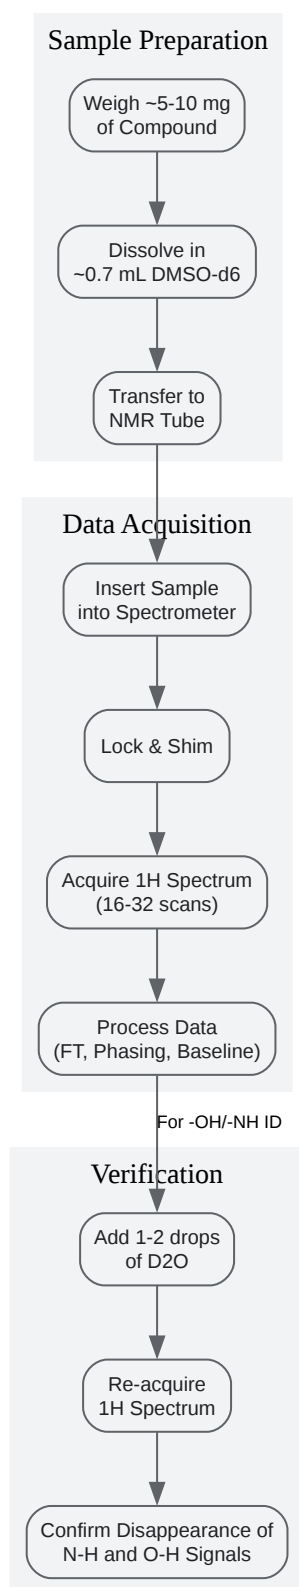 Sample Preparation
Weigh ~5-10 mg
of Compound
Dissolve in
~0.7 mL DMSO-d6
Transfer to
NMR Tube
Data Acquisition
Insert Sample
into Spectrometer
Lock & Shim
Acquire 1H Spectrum
(16-32 scans)
Process Data
(FT, Phasing, Baseline)
For -OH/-NH ID
Verification
Add 1-2 drops
of D2O
Re-acquire
1H Spectrum
Confirm Disappearance of
N-H and O-H Signals